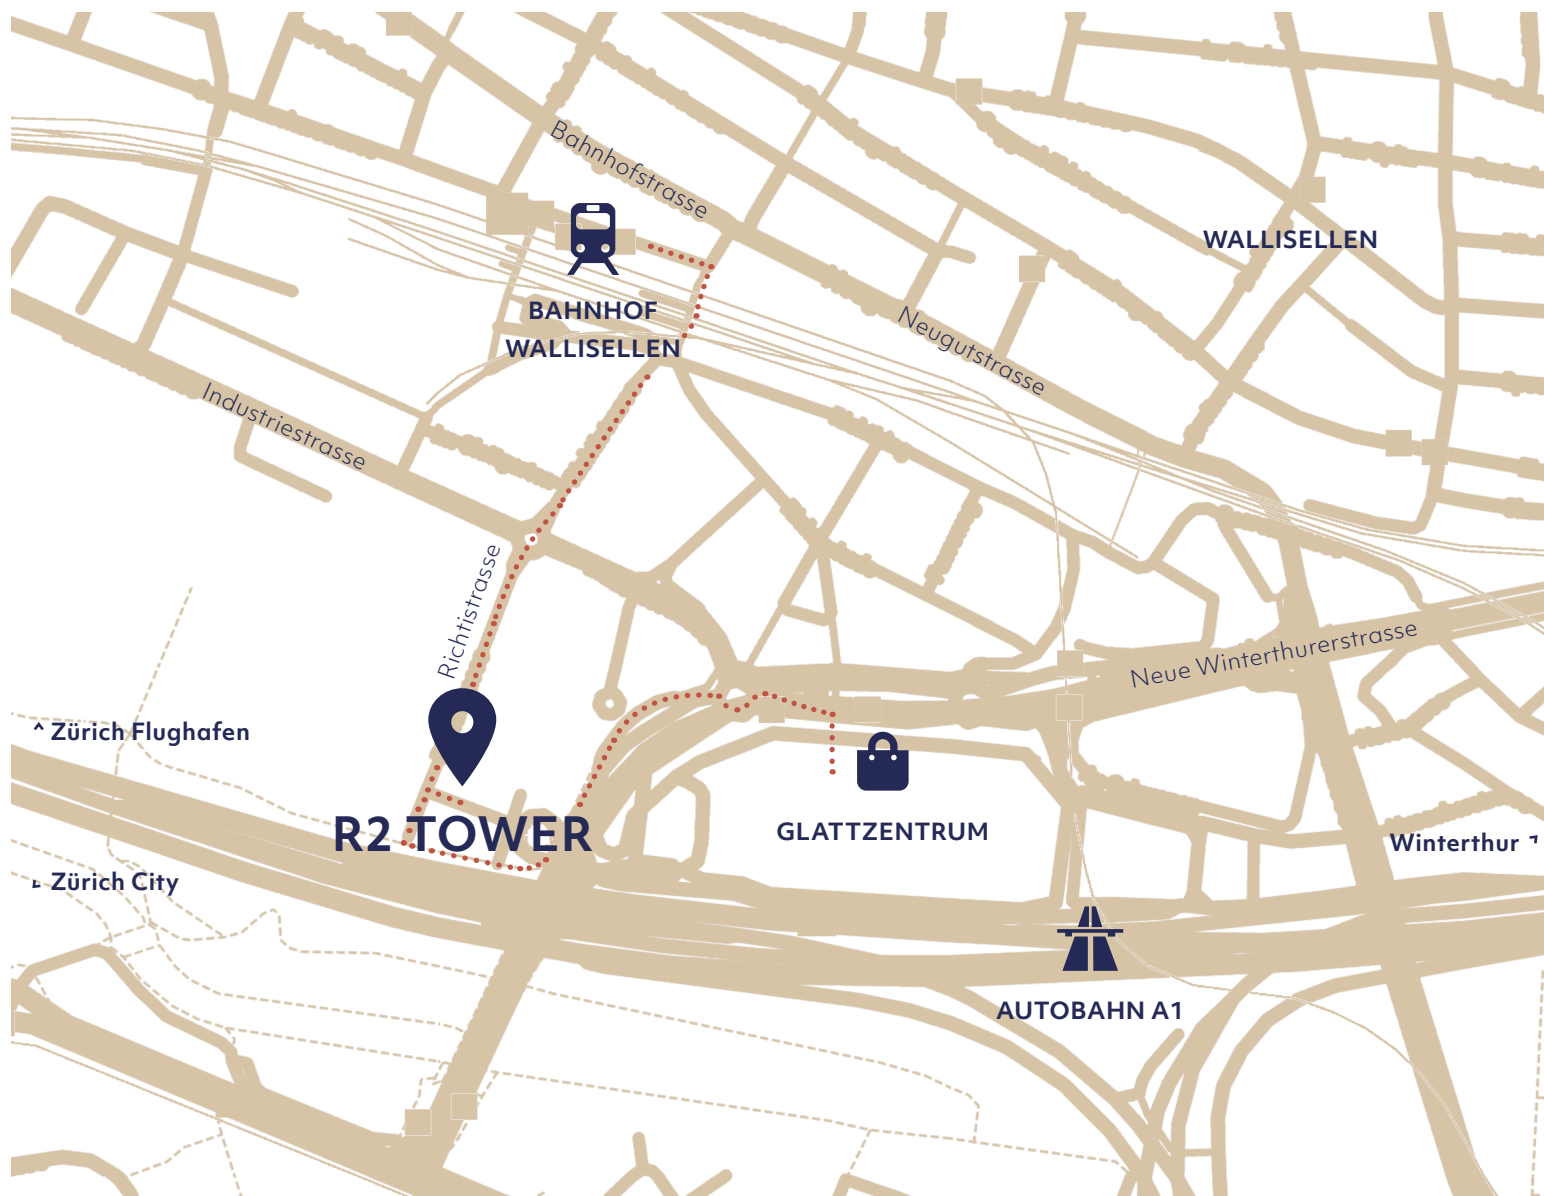 Bahnhofstrasse
WALLISELLEN
BAHNHOF
WALLISELLEN
Neugutstrasse
Industriestrasse
Richtistrasse
Neue Winterthurerstrasse
Zürich Flughafen
R2 TOWER
GLATTZENTRUM
Winterthur
Zürich City
AUTOBAHN A1